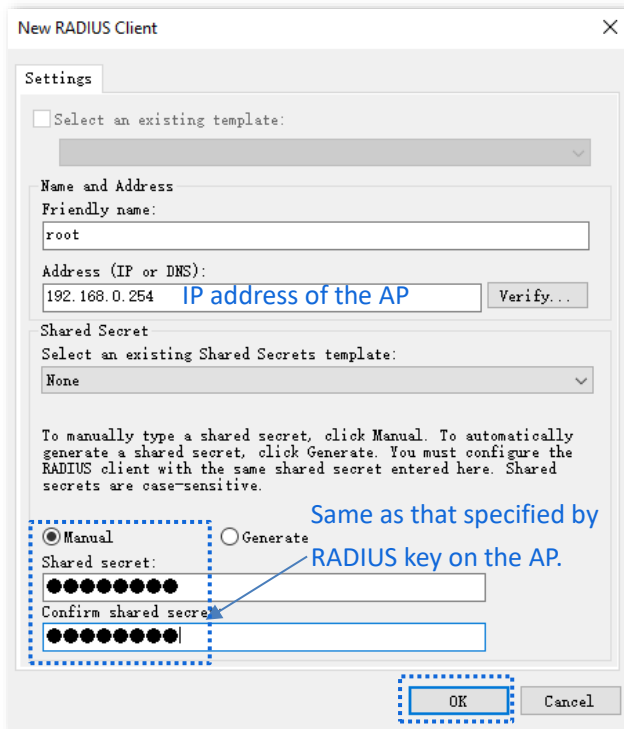 New RADIUS Client
Settings
Select an existing template:
Name and Address
Friendly name:
root
Address (IP or DNS):
192.168.0.254 IP address of the AP Verify...
Shared Secret
Select an existing Shared Secrets template:
None
To manually type a shared secret, click Manual. To automatically
generate a shared secret, click Generate. You must configure the
RADIUS client with the same shared secret entered here. Shared
secrets are case-sensitive.
Same as that specified by
RADIUS key on the AP.
Manual Generate
Shared secret:
●●●●●●●●
Confirm shared secre
●●●●●●●●
OK Cancel